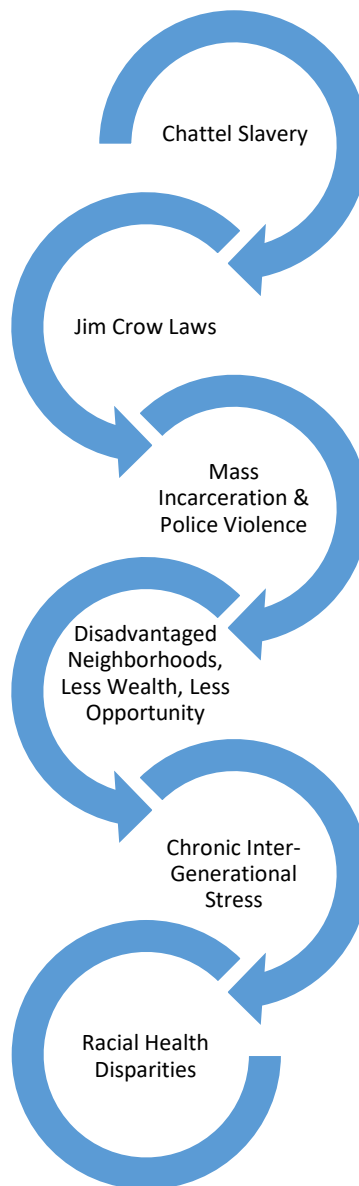 Chattel Slavery
Jim Crow Laws
Mass
Incarceration &
Police Violence
Disadvantaged
Neighborhoods,
Less Wealth, Less
Opportunity
Chronic Inter-
Generational
Stress
Racial Health
Disparities